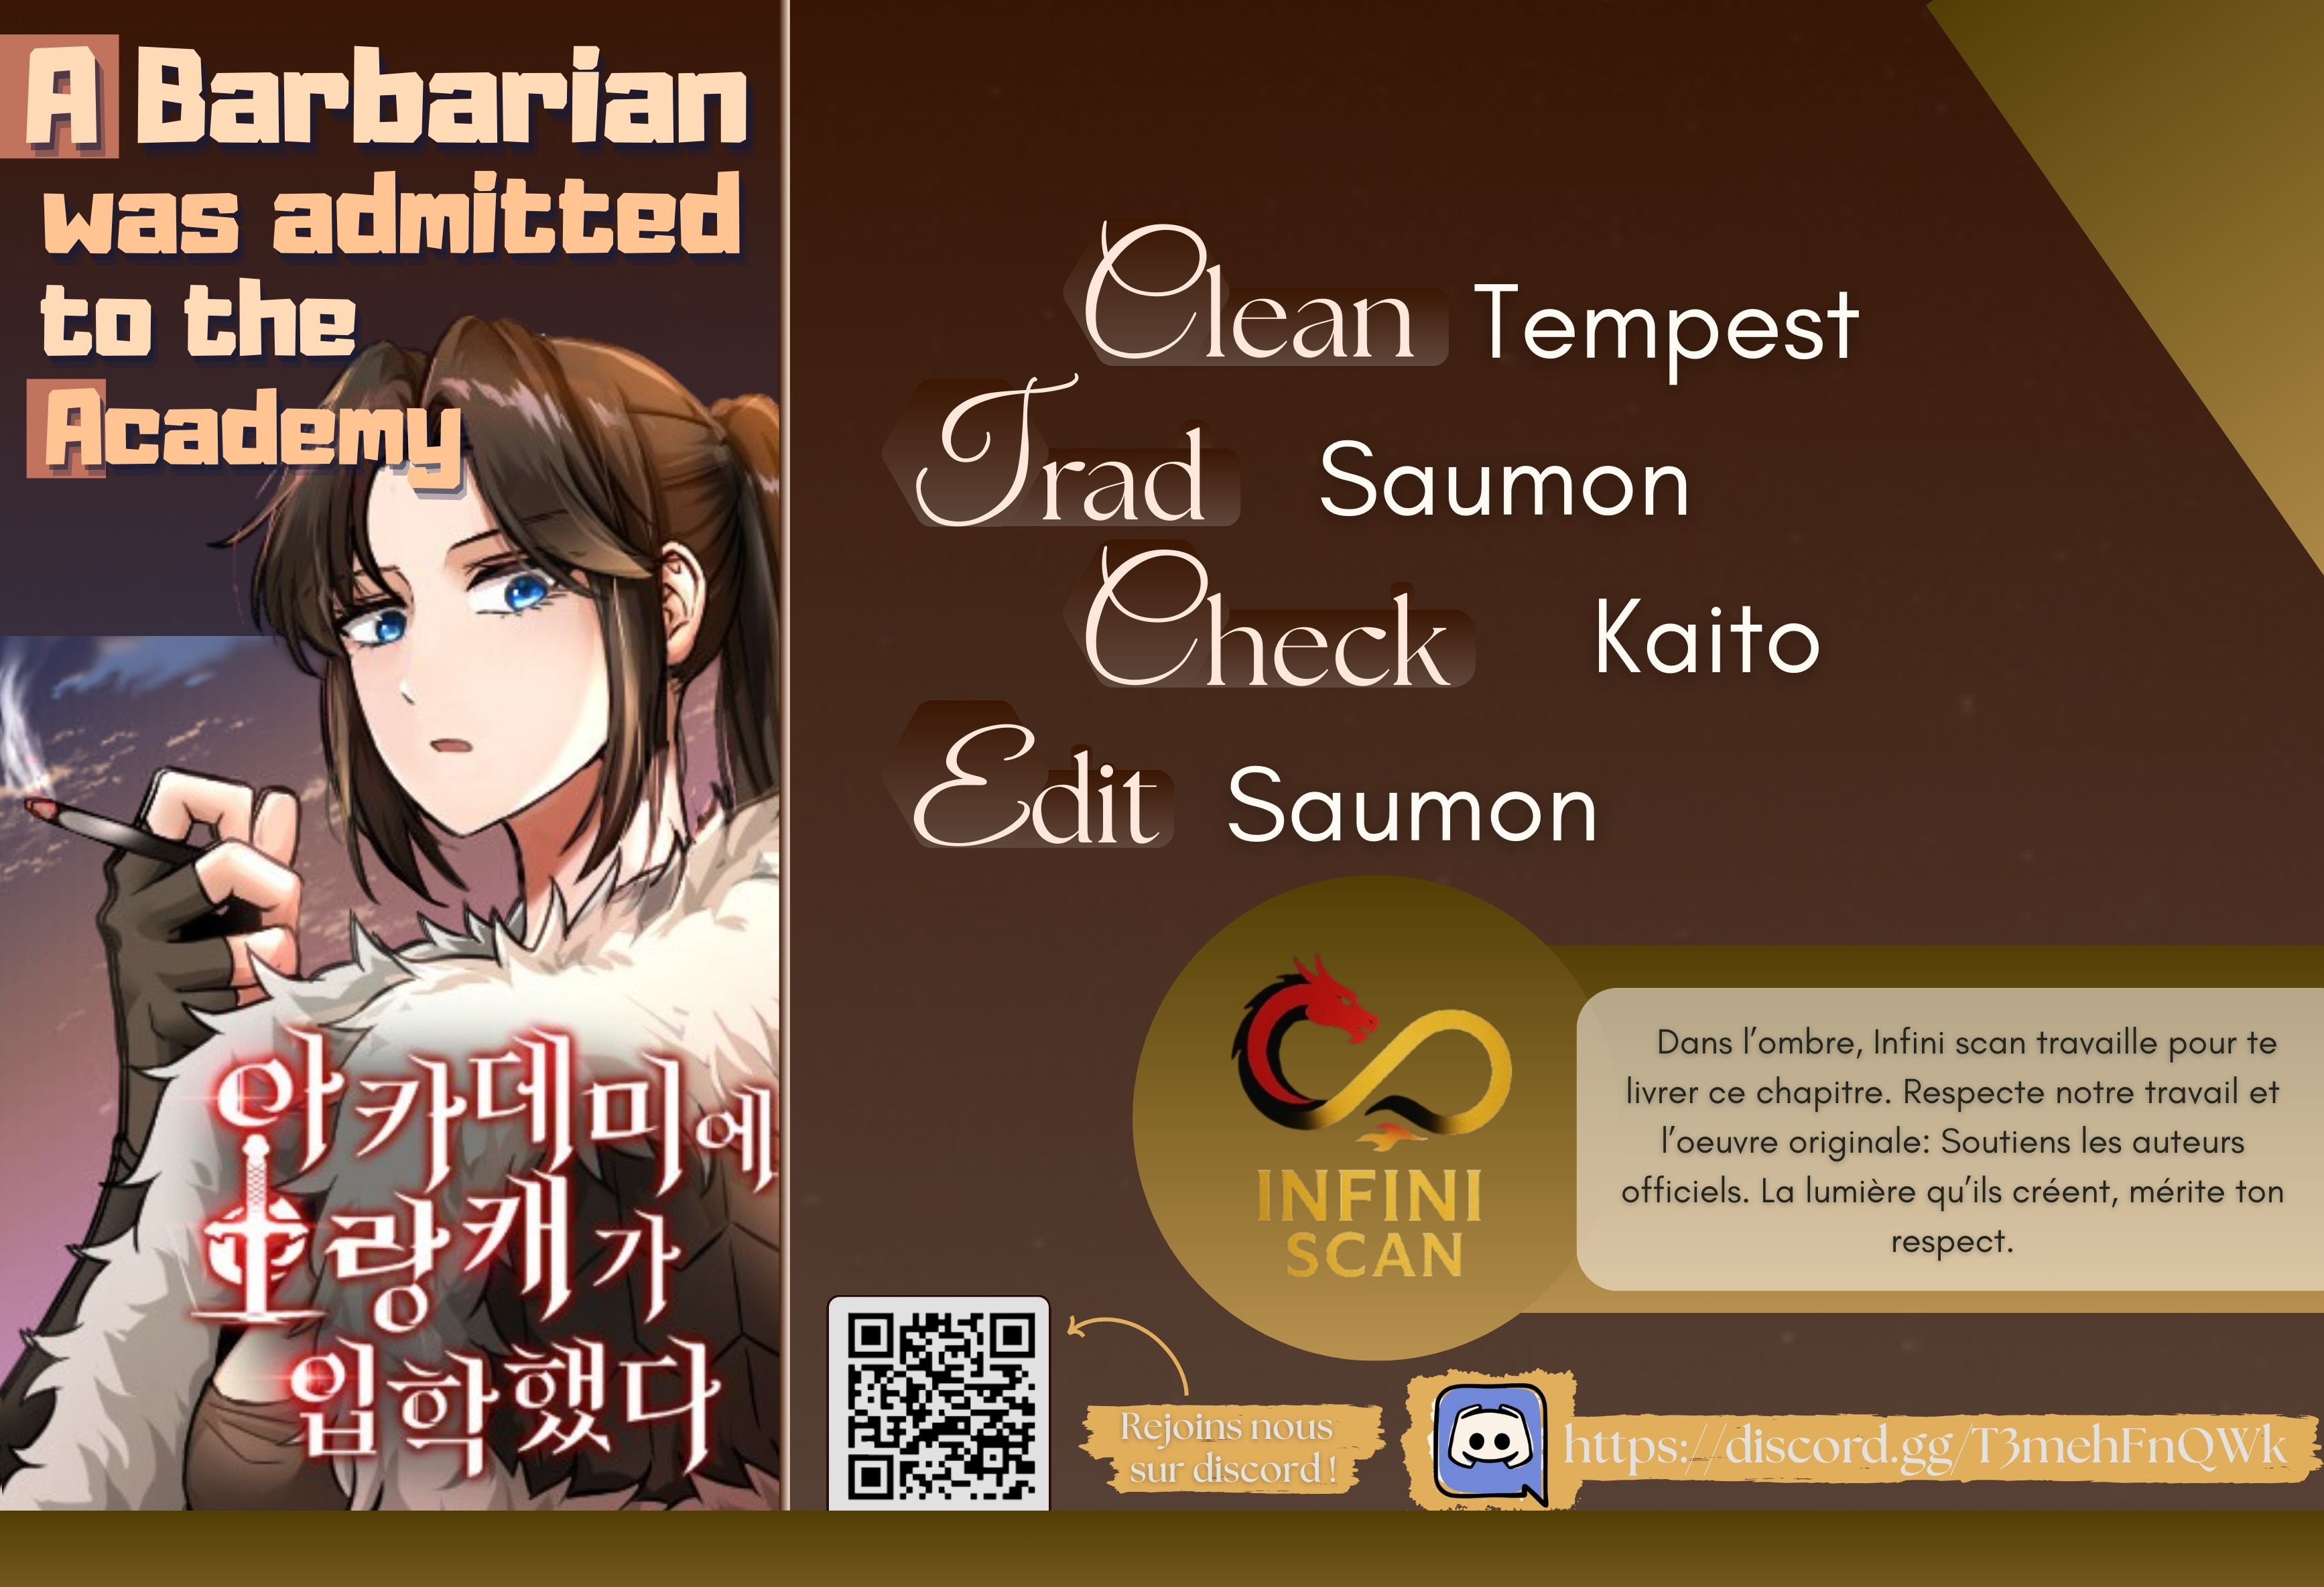 A Barbarian
was admitted
to the
Academy
아카데미에
오랑캐가
입학했다
Clean Tempest
Trad Saumon
Check Kaito
Edit Saumon
INFINI
SCAN
Dans l'ombre, Infini scan travaille pour te
livrer ce chapitre. Respecte notre travail et
l'oeuvre originale: Soutiens les auteurs
officiels. La lumière qu'ils créent, mérite ton
respect.
Rejoins nous
sur discord !
https://discord.gg/T3mehFnQWk